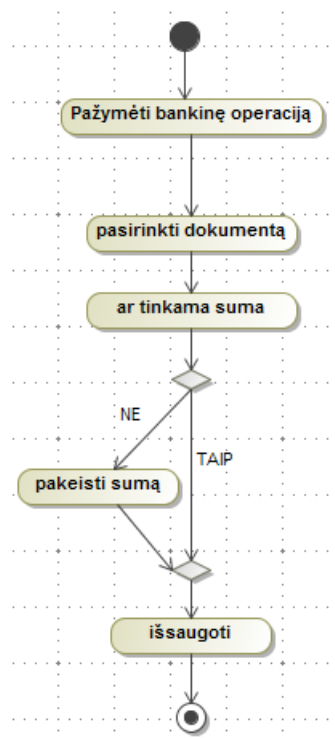 Pažymėti bankinę operaciją
pasirinkti dokumentą
ar tinkama suma
NE
TAIP
pakeisti sumą
išsaugoti